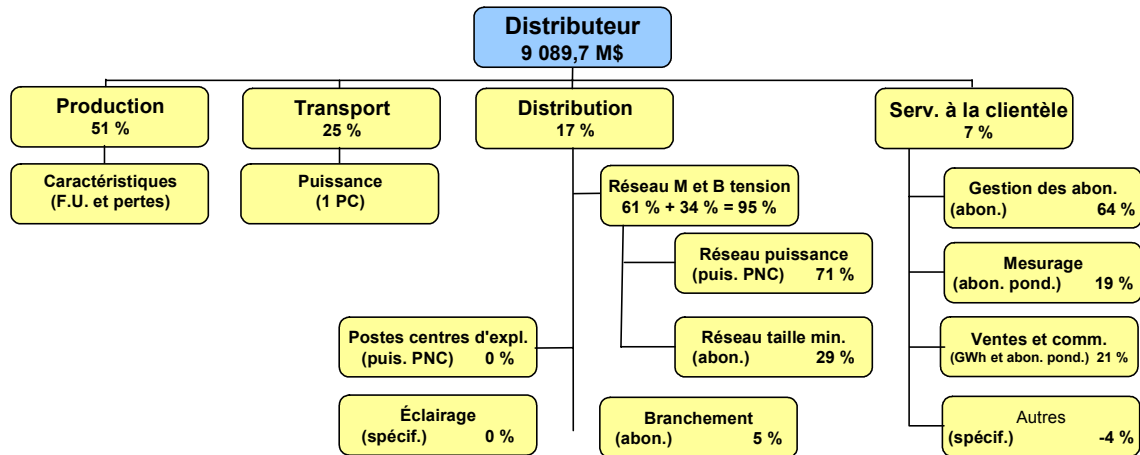 Distributeur
9 089,7 M$
Production
51 %
Transport
25 %
Distribution
17 %
Serv. à la clientèle
7 %
Caractéristiques
(F.U. et pertes)
Puissance
(1 PC)
Réseau M et B tension
61 % + 34 % = 95 %
Réseau puissance
(puis. PNC) 71 %
Réseau taille min.
(abon.) 29 %
Postes centres d'expl.
(puis. PNC) 0 %
Éclairage
(spécif.) 0 %
Branchement
(abon.) 5 %
Gestion des abon.
(abon.) 64 %
Mesurage
(abon. pond.) 19 %
Ventes et comm.
(GWh et abon. pond.) 21 %
Autres
(spécif.) -4 %